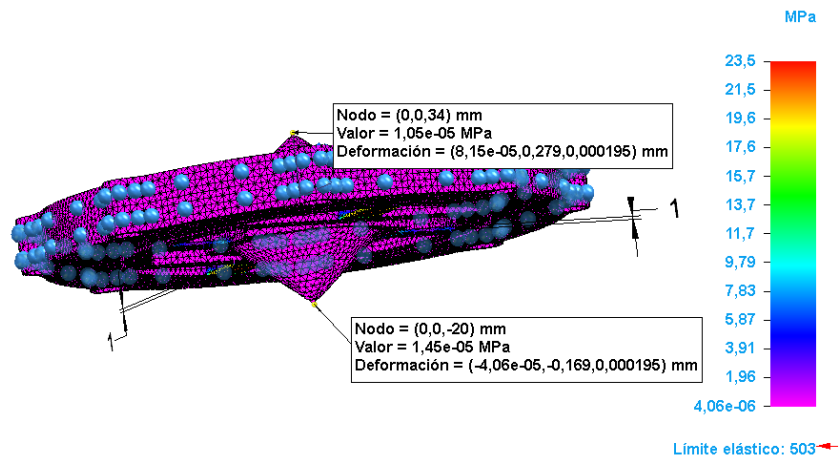 MPa
23,5
21,5
19,6
17,6
15,7
13,7
11,7
9,79
7,83
5,87
3,91
1,96
4,06e-06
Límite elástico: 503
Nodo = (0,0,34) mm
Valor = 1,05e-05 MPa
Deformación = (8,15e-05,0,279,0,000195) mm
1
1
Nodo = (0,0,-20) mm
Valor = 1,45e-05 MPa
Deformación = (-4,06e-05,-0,169,0,000195) mm